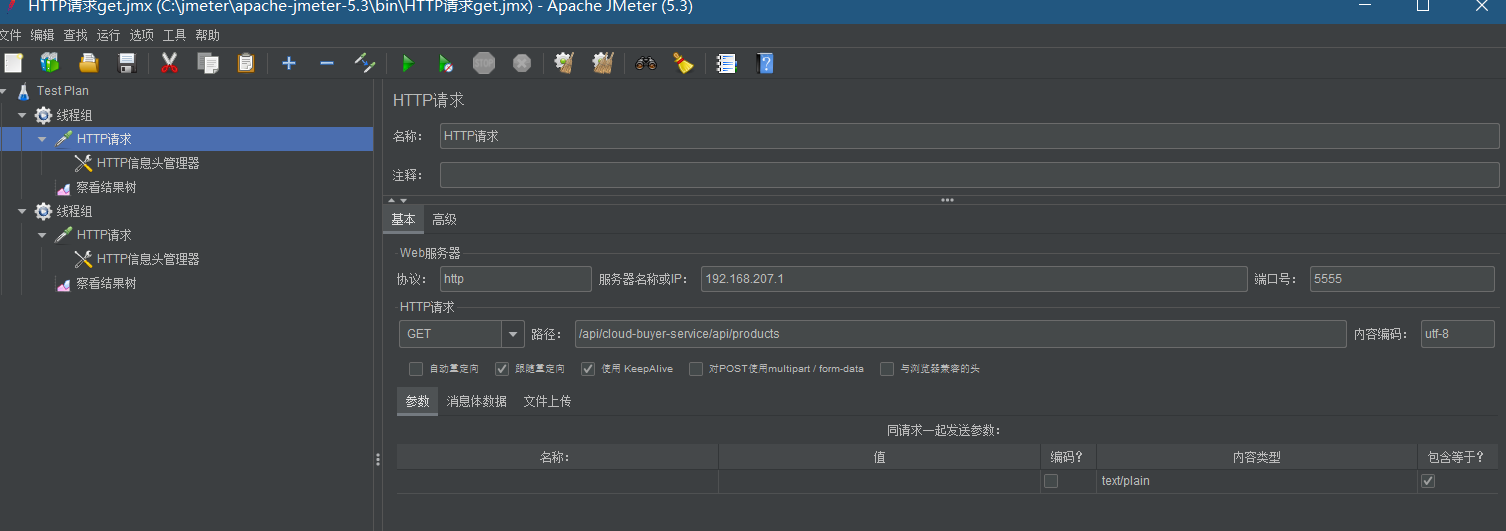 HTTP请求get.jmx (C:\jmeter\apache-jmeter-5.3\bin\HTTP请求get.jmx) - Apache JMeter (5.3)
文件 编辑 查找 运行 选项 工具 帮助
STOP
Test Plan
线程组
HTTP请求
HTTP信息头管理器
察看结果树
线程组
HTTP请求
HTTP信息头管理器
察看结果树
HTTP请求
名称： HTTP请求
注释：
基本 高级
Web服务器
协议： http 服务器名称或IP： 192.168.207.1 端口号： 5555
HTTP请求
GET 路径： /api/cloud-buyer-service/api/products 内容编码： utf-8
自动重定向 跟随重定向 使用 KeepAlive 对POST使用multipart / form-data 与浏览器兼容的头
参数 消息体数据 文件上传
同请求一起发送参数：
名称： 值 编码？ 内容类型 包含等于？
text/plain